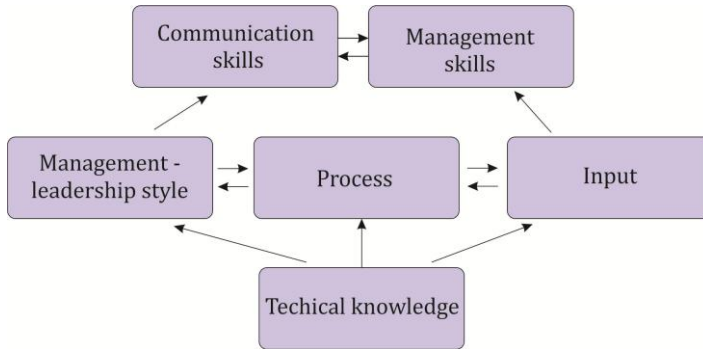 Communication
skills
Management
skills
Management -
leadership style
Process
Input
Techical knowledge